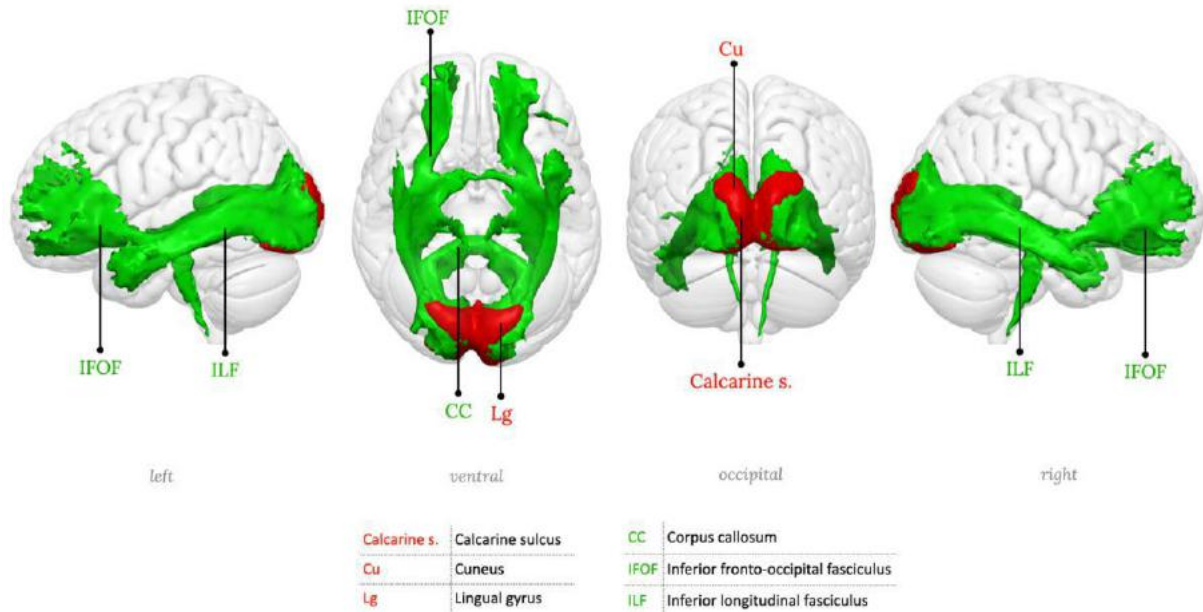 IFOF
Cu
IFOF
ILF
CC
Lg
Calcarine s.
ILF
IFOF
left
ventral
occipital
right
Calcarine s. Calcarine sulcus
Cu Cuneus
Lg Lingual gyrus
CC Corpus callosum
IFOF Inferior fronto-occipital fasciculus
ILF Inferior longitudinal fasciculus